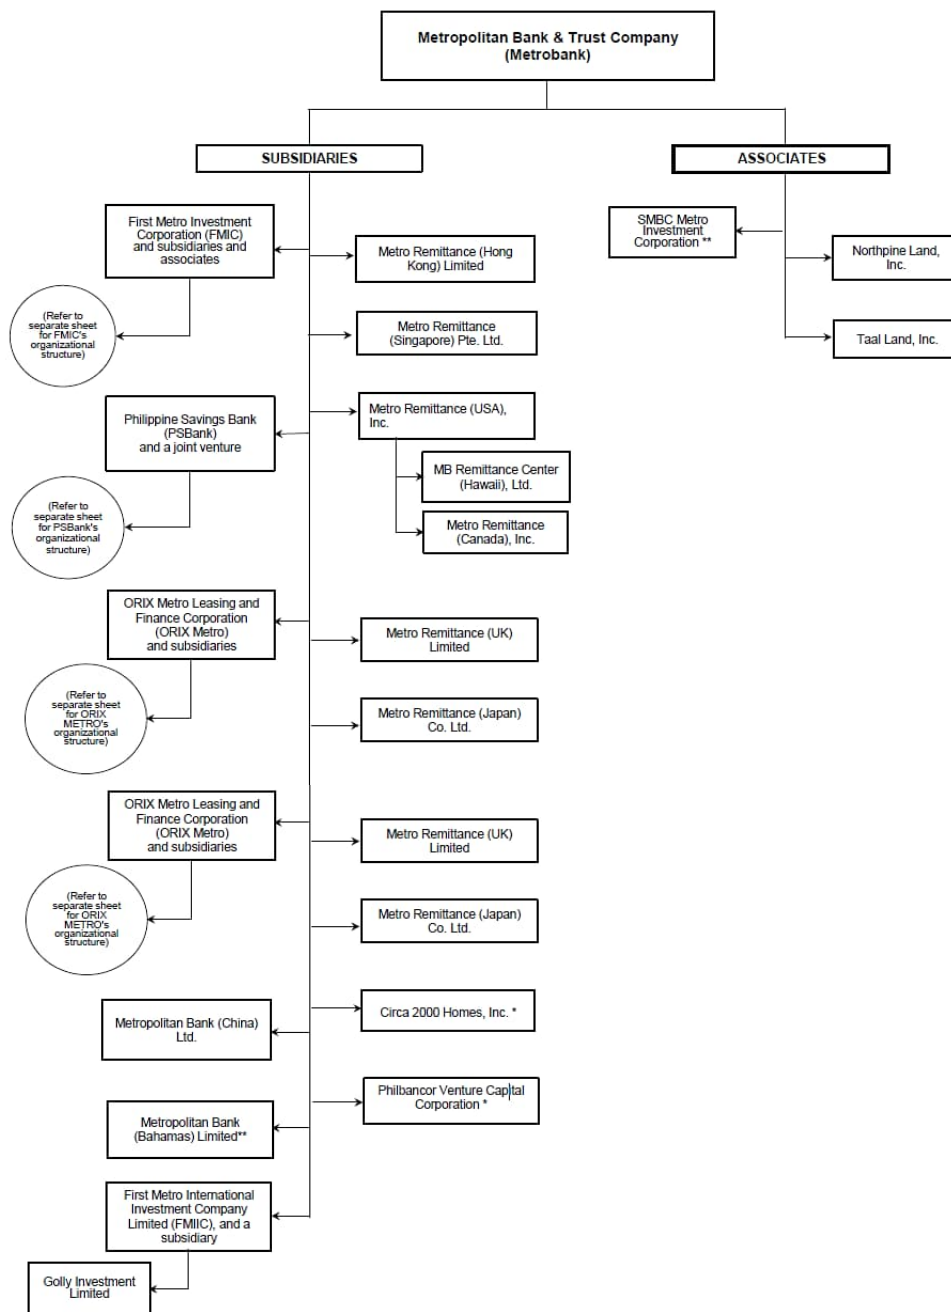 Metropolitan Bank & Trust Company
(Metrobank)
SUBSIDIARIES
ASSOCIATES
First Metro Investment
Corporation (FMIC)
and subsidiaries and
associates
Metro Remittance (Hong
Kong) Limited
SMBC Metro
Investment
Corporation **
Northpine Land,
Inc.
(Refer to
separate sheet
for FMIC's
organizational
structure)
Metro Remittance
(Singapore) Pte. Ltd.
Taal Land, Inc.
Philippine Savings Bank
(PSBank)
and a joint venture
Metro Remittance (USA),
Inc.
MB Remittance Center
(Hawaii), Ltd.
(Refer to
separate sheet
for PSBank's
organizational
structure)
Metro Remittance
(Canada), Inc.
ORIX Metro Leasing and
Finance Corporation
(ORIX Metro)
and subsidiaries
Metro Remittance (UK)
Limited
(Refer to
separate sheet
for ORIX
METRO's
organizational
structure)
Metro Remittance (Japan)
Co. Ltd.
ORIX Metro Leasing and
Finance Corporation
(ORIX Metro)
and subsidiaries
Metro Remittance (UK)
Limited
(Refer to
separate sheet
for ORIX
METRO's
organizational
structure)
Metro Remittance (Japan)
Co. Ltd.
Metropolitan Bank (China)
Ltd.
Circa 2000 Homes, Inc. *
Philbancor Venture Capital
Corporation *
Metropolitan Bank
(Bahamas) Limited**
First Metro International
Investment Company
Limited (FMIIC), and a
subsidiary
Golly Investment
Limited